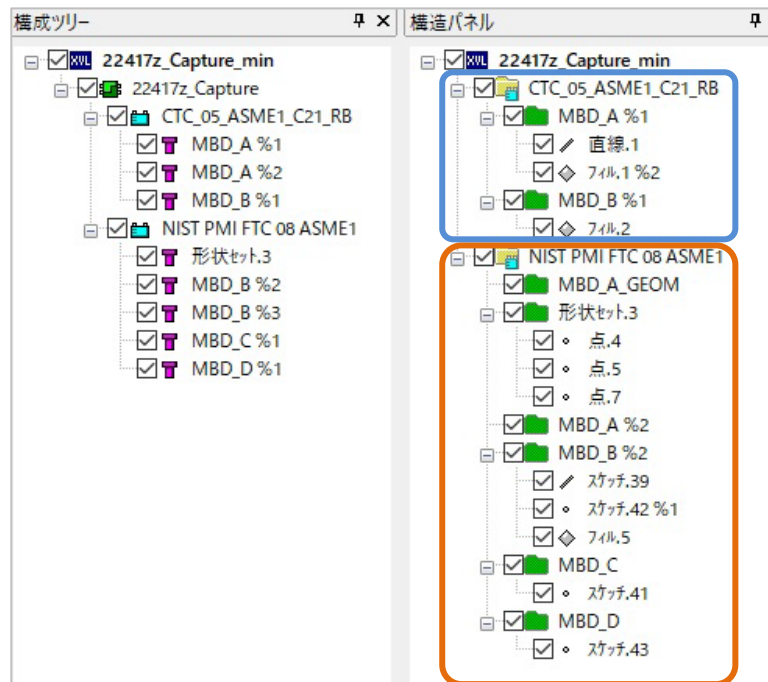 構成ツリー
XVL 22417z_Capture_min
22417z_Capture
CTC_05_ASME1_C21_RB
MBD_A %1
MBD_A %2
MBD_B %1
NIST PMI FTC 08 ASME1
形状セット.3
MBD_B %2
MBD_B %3
MBD_C %1
MBD_D %1
構造パネル
XVL 22417z_Capture_min
CTC_05_ASME1_C21_RB
MBD_A %1
直線.1
フィル.1 %2
MBD_B %1
フィル.2
NIST PMI FTC 08 ASME1
MBD_A_GEOM
形状セット.3
点.4
点.5
点.7
MBD_A %2
MBD_B %2
スケッチ.39
スケッチ.42 %1
フィル.5
MBD_C
スケッチ.41
MBD_D
スケッチ.43